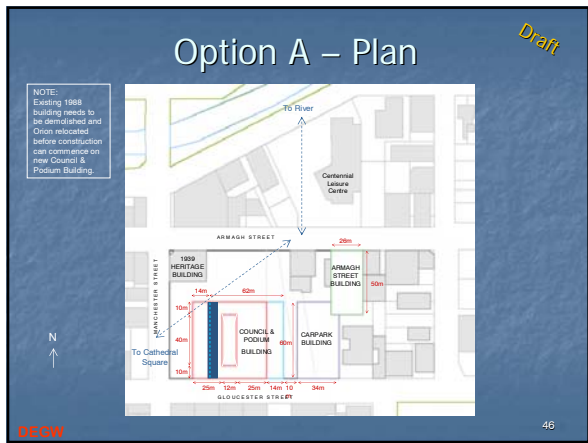 Option A – Plan
Draft
NOTE:
Existing 1988
building needs to
be demolished and
Orion relocated
before construction
can commence on
new Council &
Podium Building.
To River
Centennial
Leisure
Centre
ARMAGH STREET
26m
1939
HERITAGE
BUILDING
ARMAGH
STREET
BUILDING
50m
MANCHESTER STREET
14m
62m
10m
40m
10m
COUNCIL &
PODIUM
BUILDING
60m
CARPARK
BUILDING
N
To Cathedral
Square
25m
12m
25m
14m
10
m
34m
GLOUCESTER STREET
DEGW
46